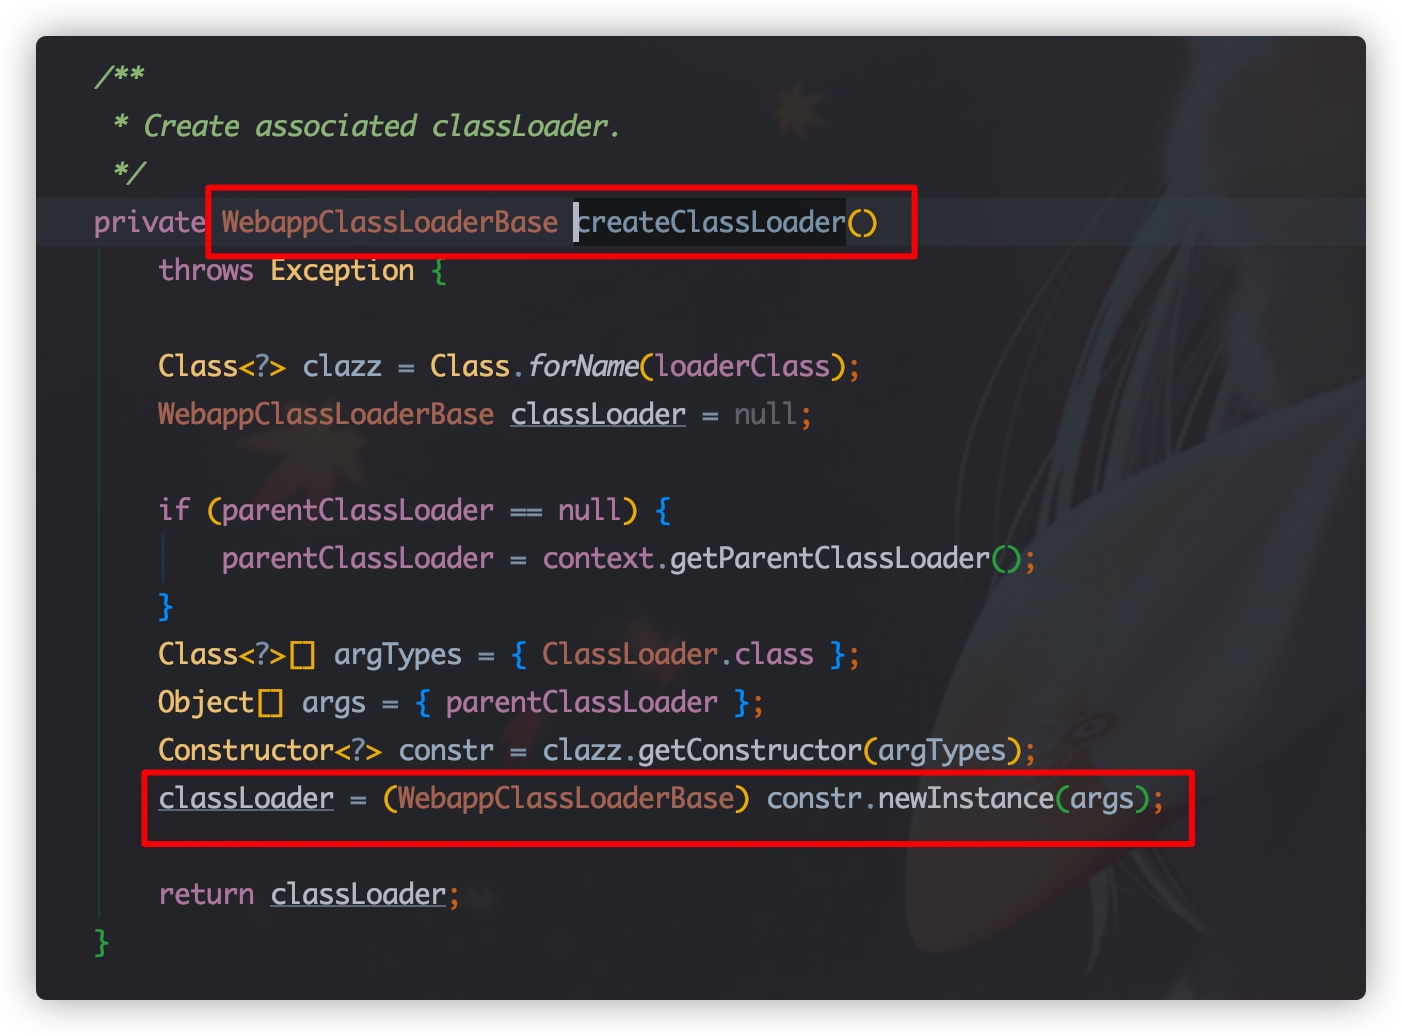 /**
* Create associated classLoader.
*/
private WebappClassLoaderBase createClassLoader()
throws Exception {
Class<?> clazz = Class.forName(loaderClass);
WebappClassLoaderBase classLoader = null;
if (parentClassLoader == null) {
parentClassLoader = context.getParentClassLoader();
}
Class<?>[] argTypes = { ClassLoader.class };
Object[] args = { parentClassLoader };
Constructor<?> constr = clazz.getConstructor(argTypes);
classLoader = (WebappClassLoaderBase) constr.newInstance(args);
return classLoader;
}